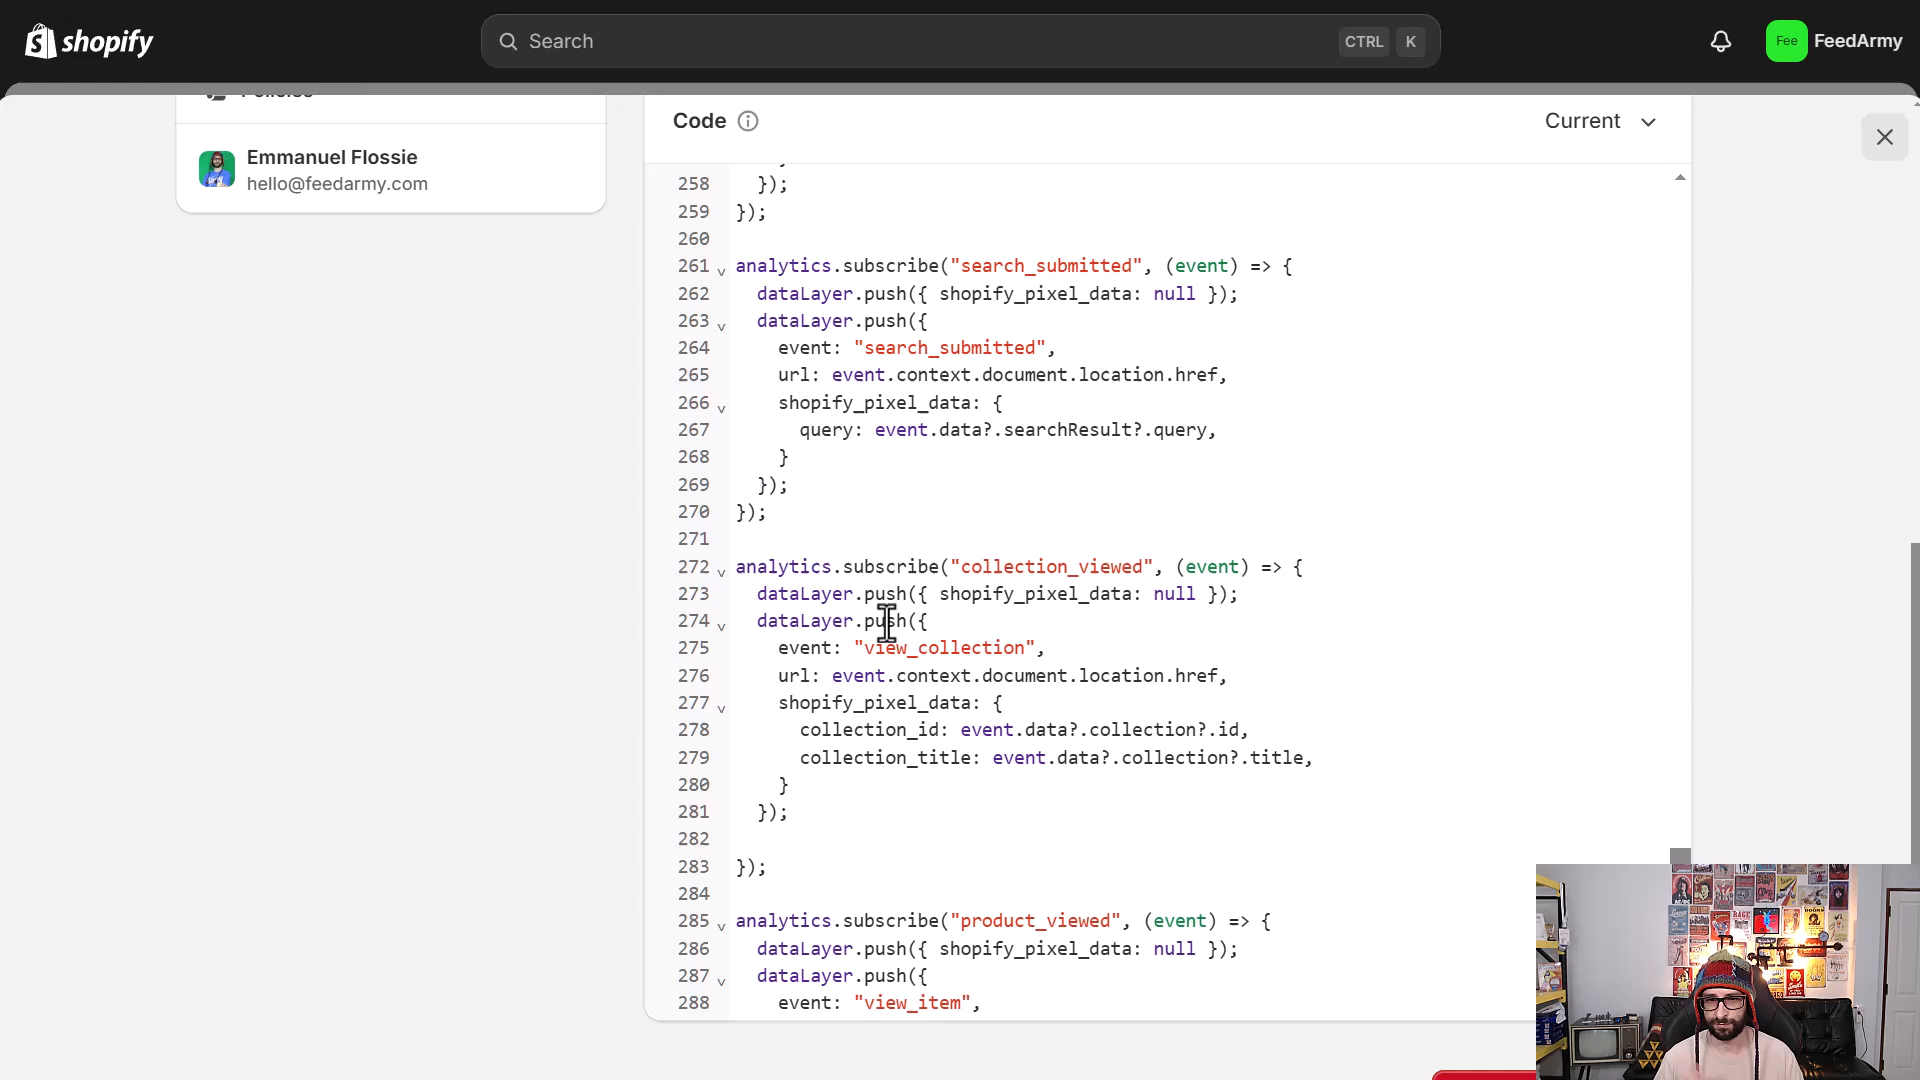 shopify
Search
CTRL K
Fee
FeedArmy
Policies
Emmanuel Flossie
hello@feedarmy.com
Code
Current
258 });
259 });
260
261 analytics.subscribe("search_submitted", (event) => {
262 dataLayer.push({ shopify_pixel_data: null });
263 dataLayer.push({
264 event: "search_submitted",
265 url: event.context.document.location.href,
266 shopify_pixel_data: {
267 query: event.data?.searchResult?.query,
268 }
269 });
270 });
271
272 analytics.subscribe("collection_viewed", (event) => {
273 dataLayer.push({ shopify_pixel_data: null });
274 dataLayer.push({
275 event: "view_collection",
276 url: event.context.document.location.href,
277 shopify_pixel_data: {
278 collection_id: event.data?.collection?.id,
279 collection_title: event.data?.collection?.title,
280 }
281 });
282
283 });
284
285 analytics.subscribe("product_viewed", (event) => {
286 dataLayer.push({ shopify_pixel_data: null });
287 dataLayer.push({
288 event: "view_item",